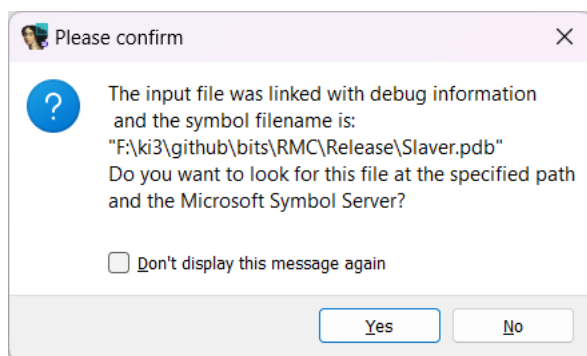 Please confirm
The input file was linked with debug information
and the symbol filename is:
"F:\ki3\github\bits\RMC\Release\Slaver.pdb"
Do you want to look for this file at the specified path
and the Microsoft Symbol Server?
Don't display this message again
Yes
No